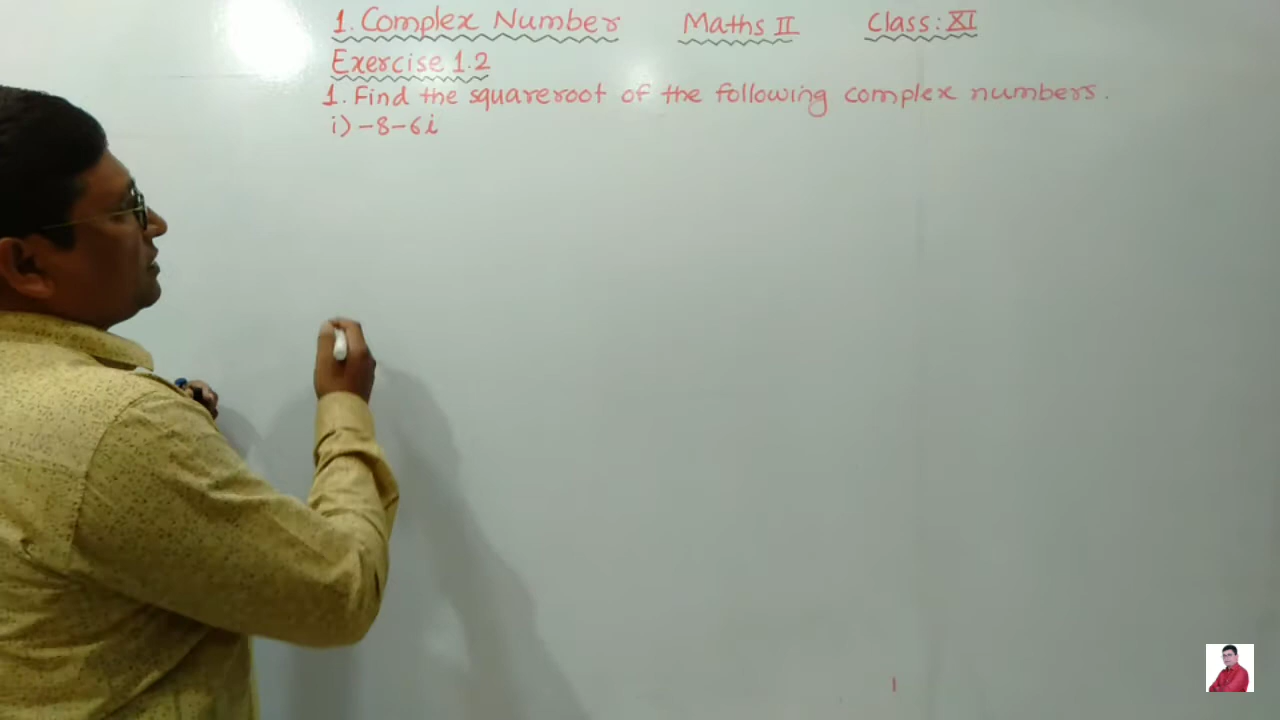 1. Complex Number Maths II Class: XI
Exercise 1.2
1. Find the squareroot of the following complex numbers.
i) -8-6i